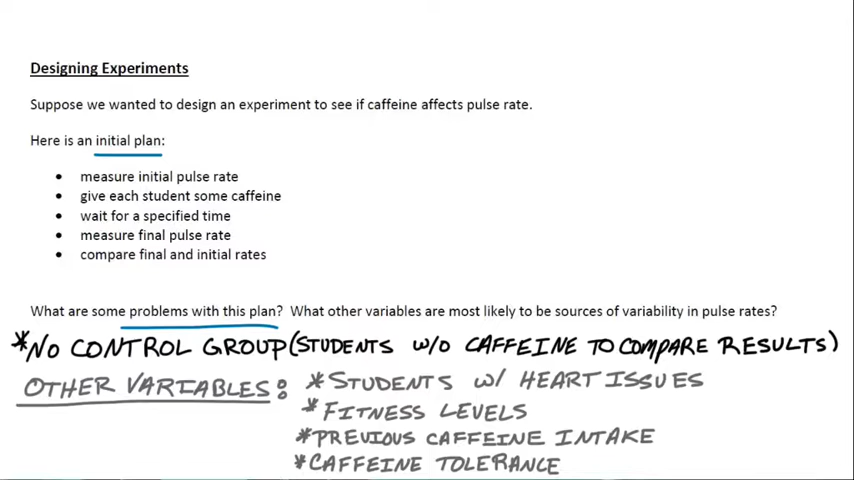 Designing Experiments
Suppose we wanted to design an experiment to see if caffeine affects pulse rate.
Here is an initial plan:
• measure initial pulse rate
• give each student some caffeine
• wait for a specified time
• measure final pulse rate
• compare final and initial rates
What are some problems with this plan? What other variables are most likely to be sources of variability in pulse rates?
*NO CONTROL GROUP (STUDENTS W/O CAFFEINE TO COMPARE RESULTS)
OTHER VARIABLES: *STUDENTS W/ HEART ISSUES
*FITNESS LEVELS
*PREVIOUS CAFFEINE INTAKE
*CAFFEINE TOLERANCE